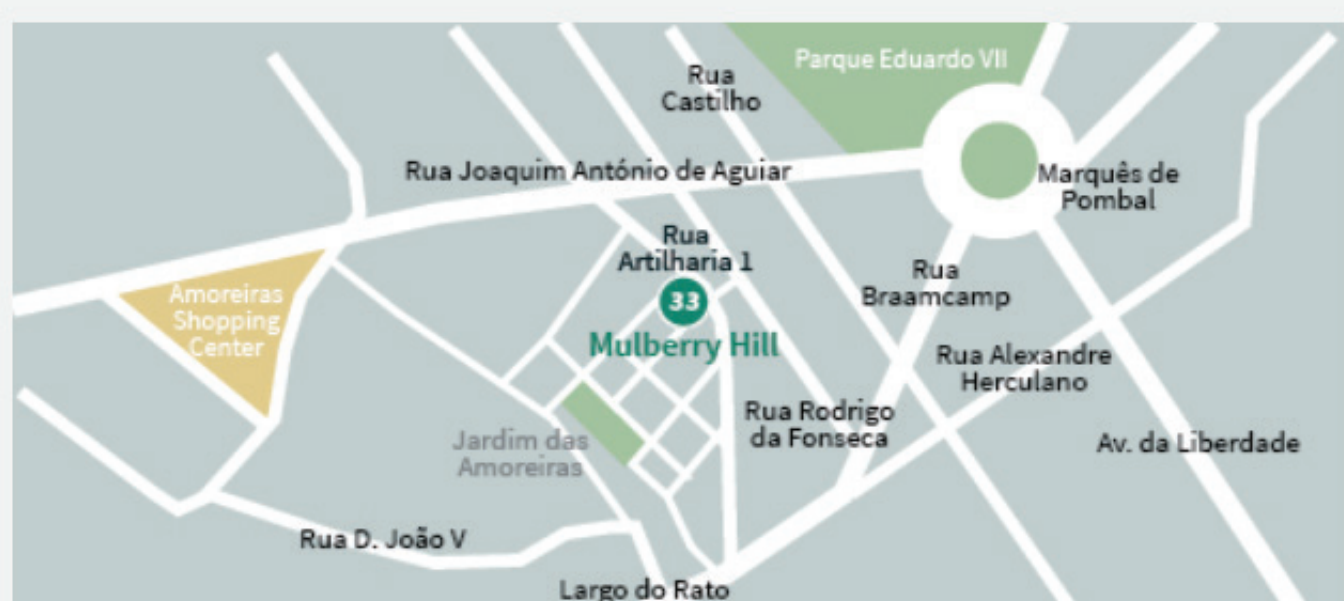 Parque Eduardo VII
Rua
Castilho
Rua Joaquim António de Aguiar
Marquês de
Pombal
Rua
Artilharia 1
Rua
Braamcamp
33
Amoreiras
Shopping
Center
Mulberry Hill
Rua Alexandre
Herculano
Rua Rodrigo
da Fonseca
Jardim das
Amoreiras
Av. da Liberdade
Rua D. João V
Largo do Rato